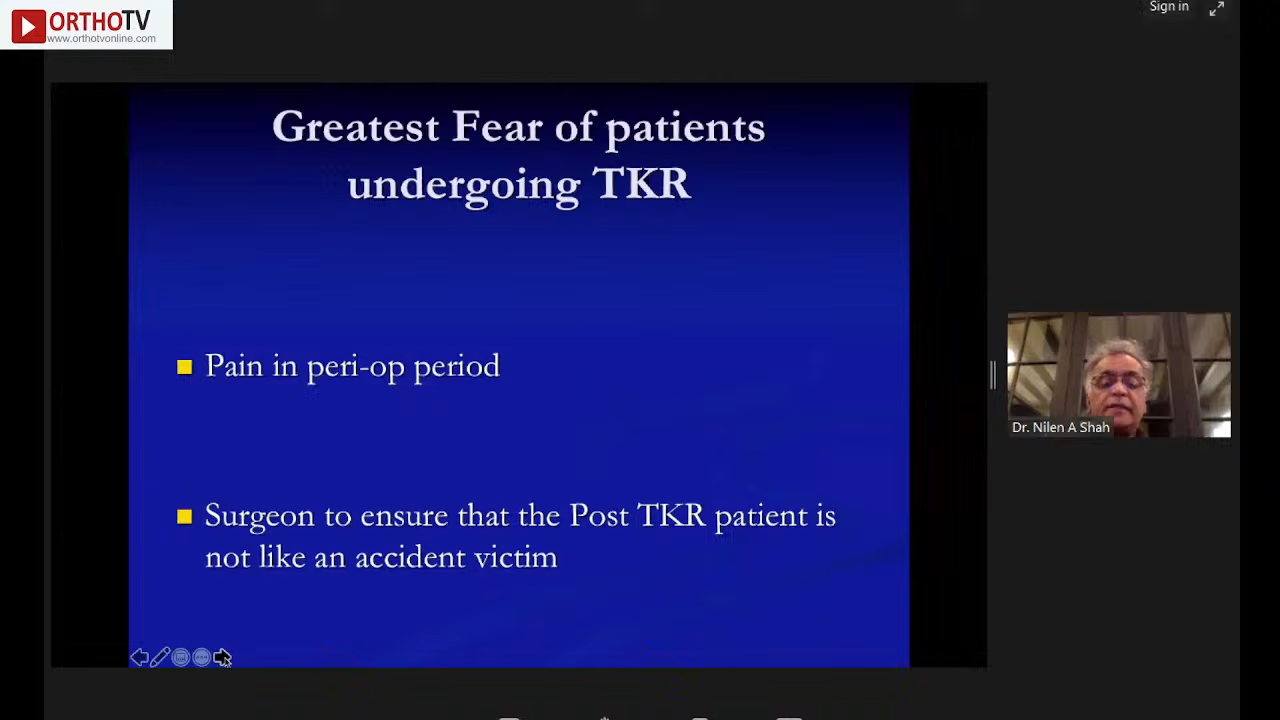 ORTHOTV
www.orthotvonline.com
Sign in
Greatest Fear of patients
undergoing TKR
Pain in peri-op period
Surgeon to ensure that the Post TKR patient is
not like an accident victim
Dr. Nilen A Shah